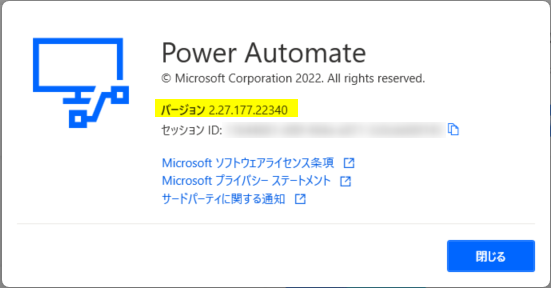 Power Automate
© Microsoft Corporation 2022. All rights reserved.
バージョン 2.27.177.22340
セッション ID:
Microsoft ソフトウェアライセンス条項
Microsoft プライバシー ステートメント
サードパーティに関する通知
閉じる